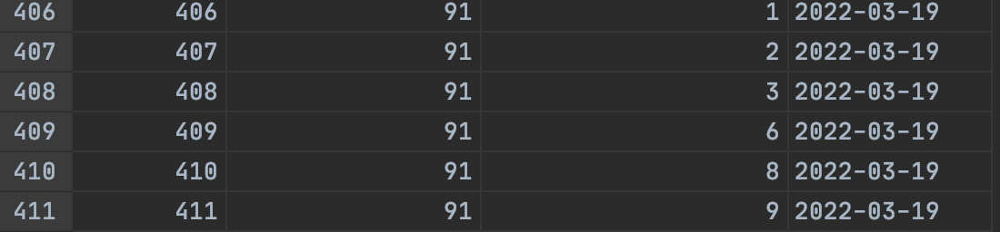 406 406 91 1 2022-03-19
407 407 91 2 2022-03-19
408 408 91 3 2022-03-19
409 409 91 6 2022-03-19
410 410 91 8 2022-03-19
411 411 91 9 2022-03-19